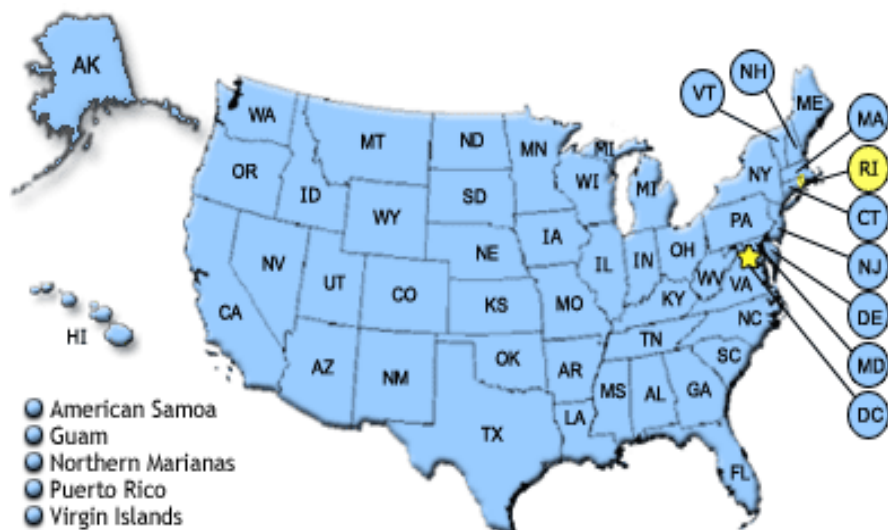 AK
VT
NH
ME
MA
RI
CT
NJ
DE
MD
DC
WA
MT
ND
MN
MI
OR
ID
WY
SD
WI
MI
NY
PA
NV
UT
CO
NE
IA
IL
IN
OH
WV
VA
CA
KS
MO
KY
NC
TN
SC
AZ
NM
OK
AR
MS
AL
GA
TX
LA
FL
HI
American Samoa
Guam
Northern Marianas
Puerto Rico
Virgin Islands